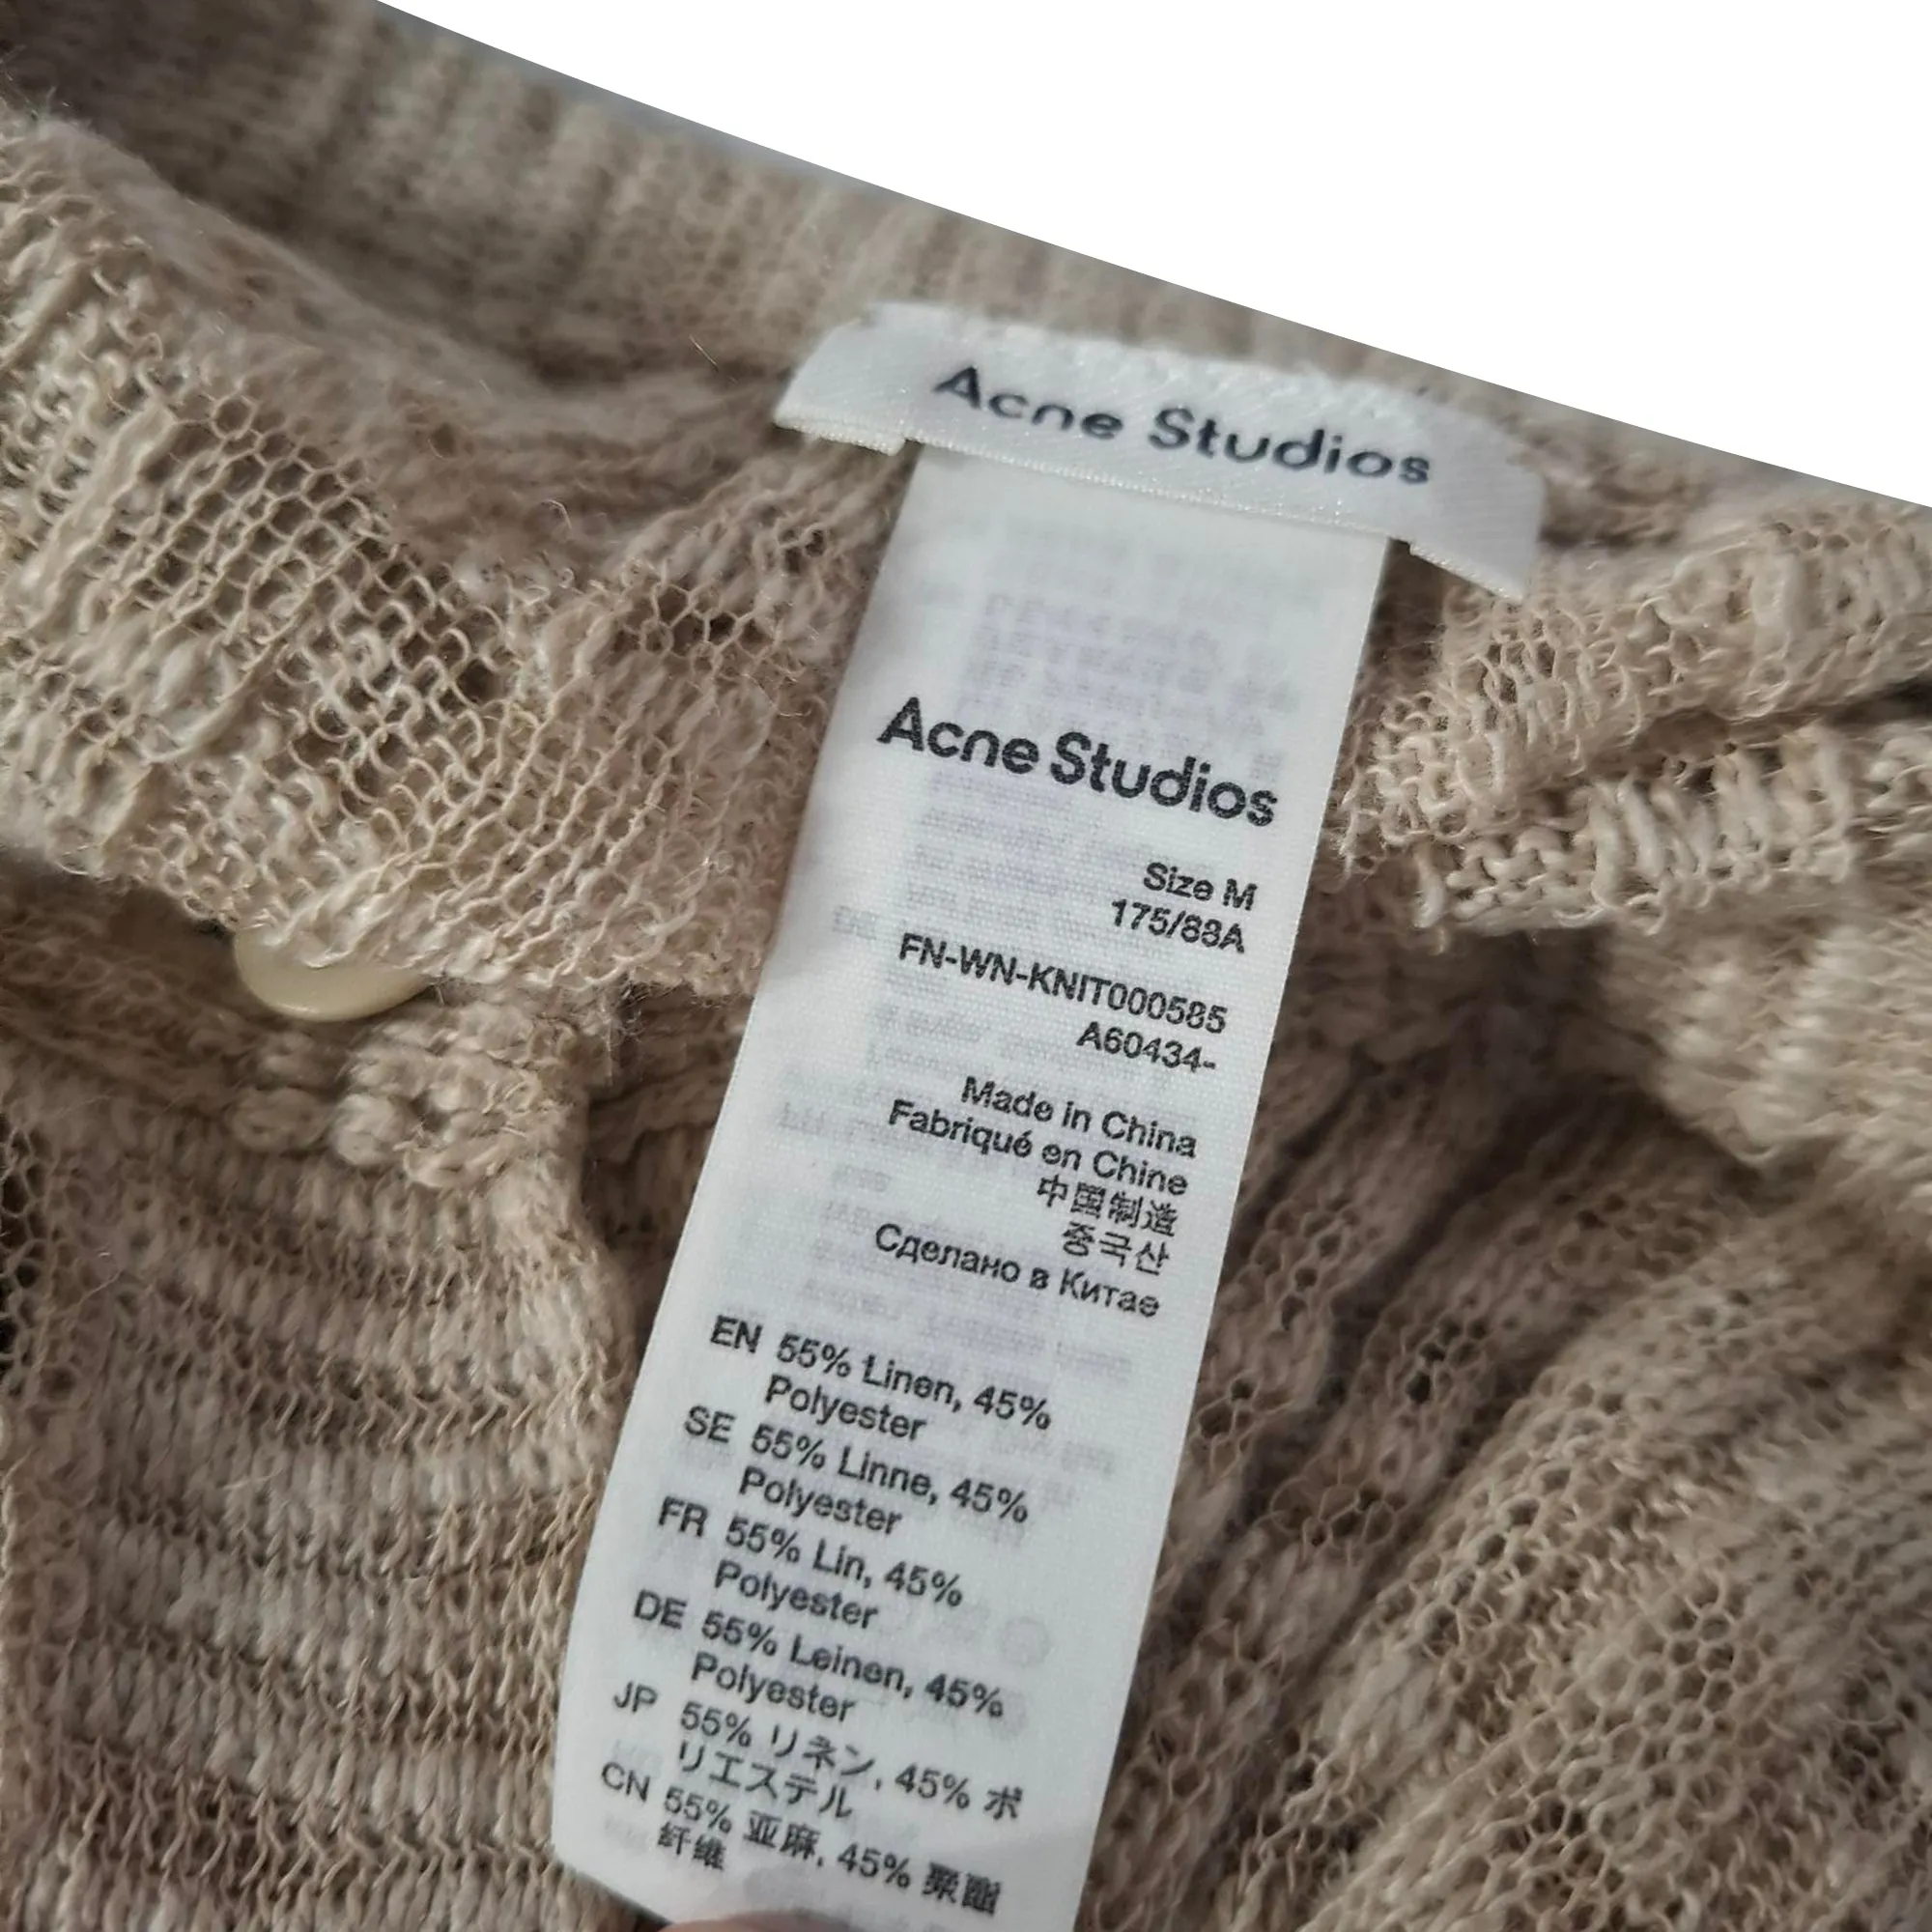 Acne Studios
Acne Studios
Size M
175/88A
FN-WN-KNIT000585
A60434-
Made in China
Fabriqué en Chine
中国制造
중국산
Сделано в Китае
EN 55% Linen, 45%
Polyester
SE 55% Linne, 45%
Polyester
FR 55% Lin, 45%
Polyester
DE 55% Leinen, 45%
Polyester
JP 55% リネン, 45% ポ
リエステル
CN 55% 亚麻, 45% 聚酯
纤维